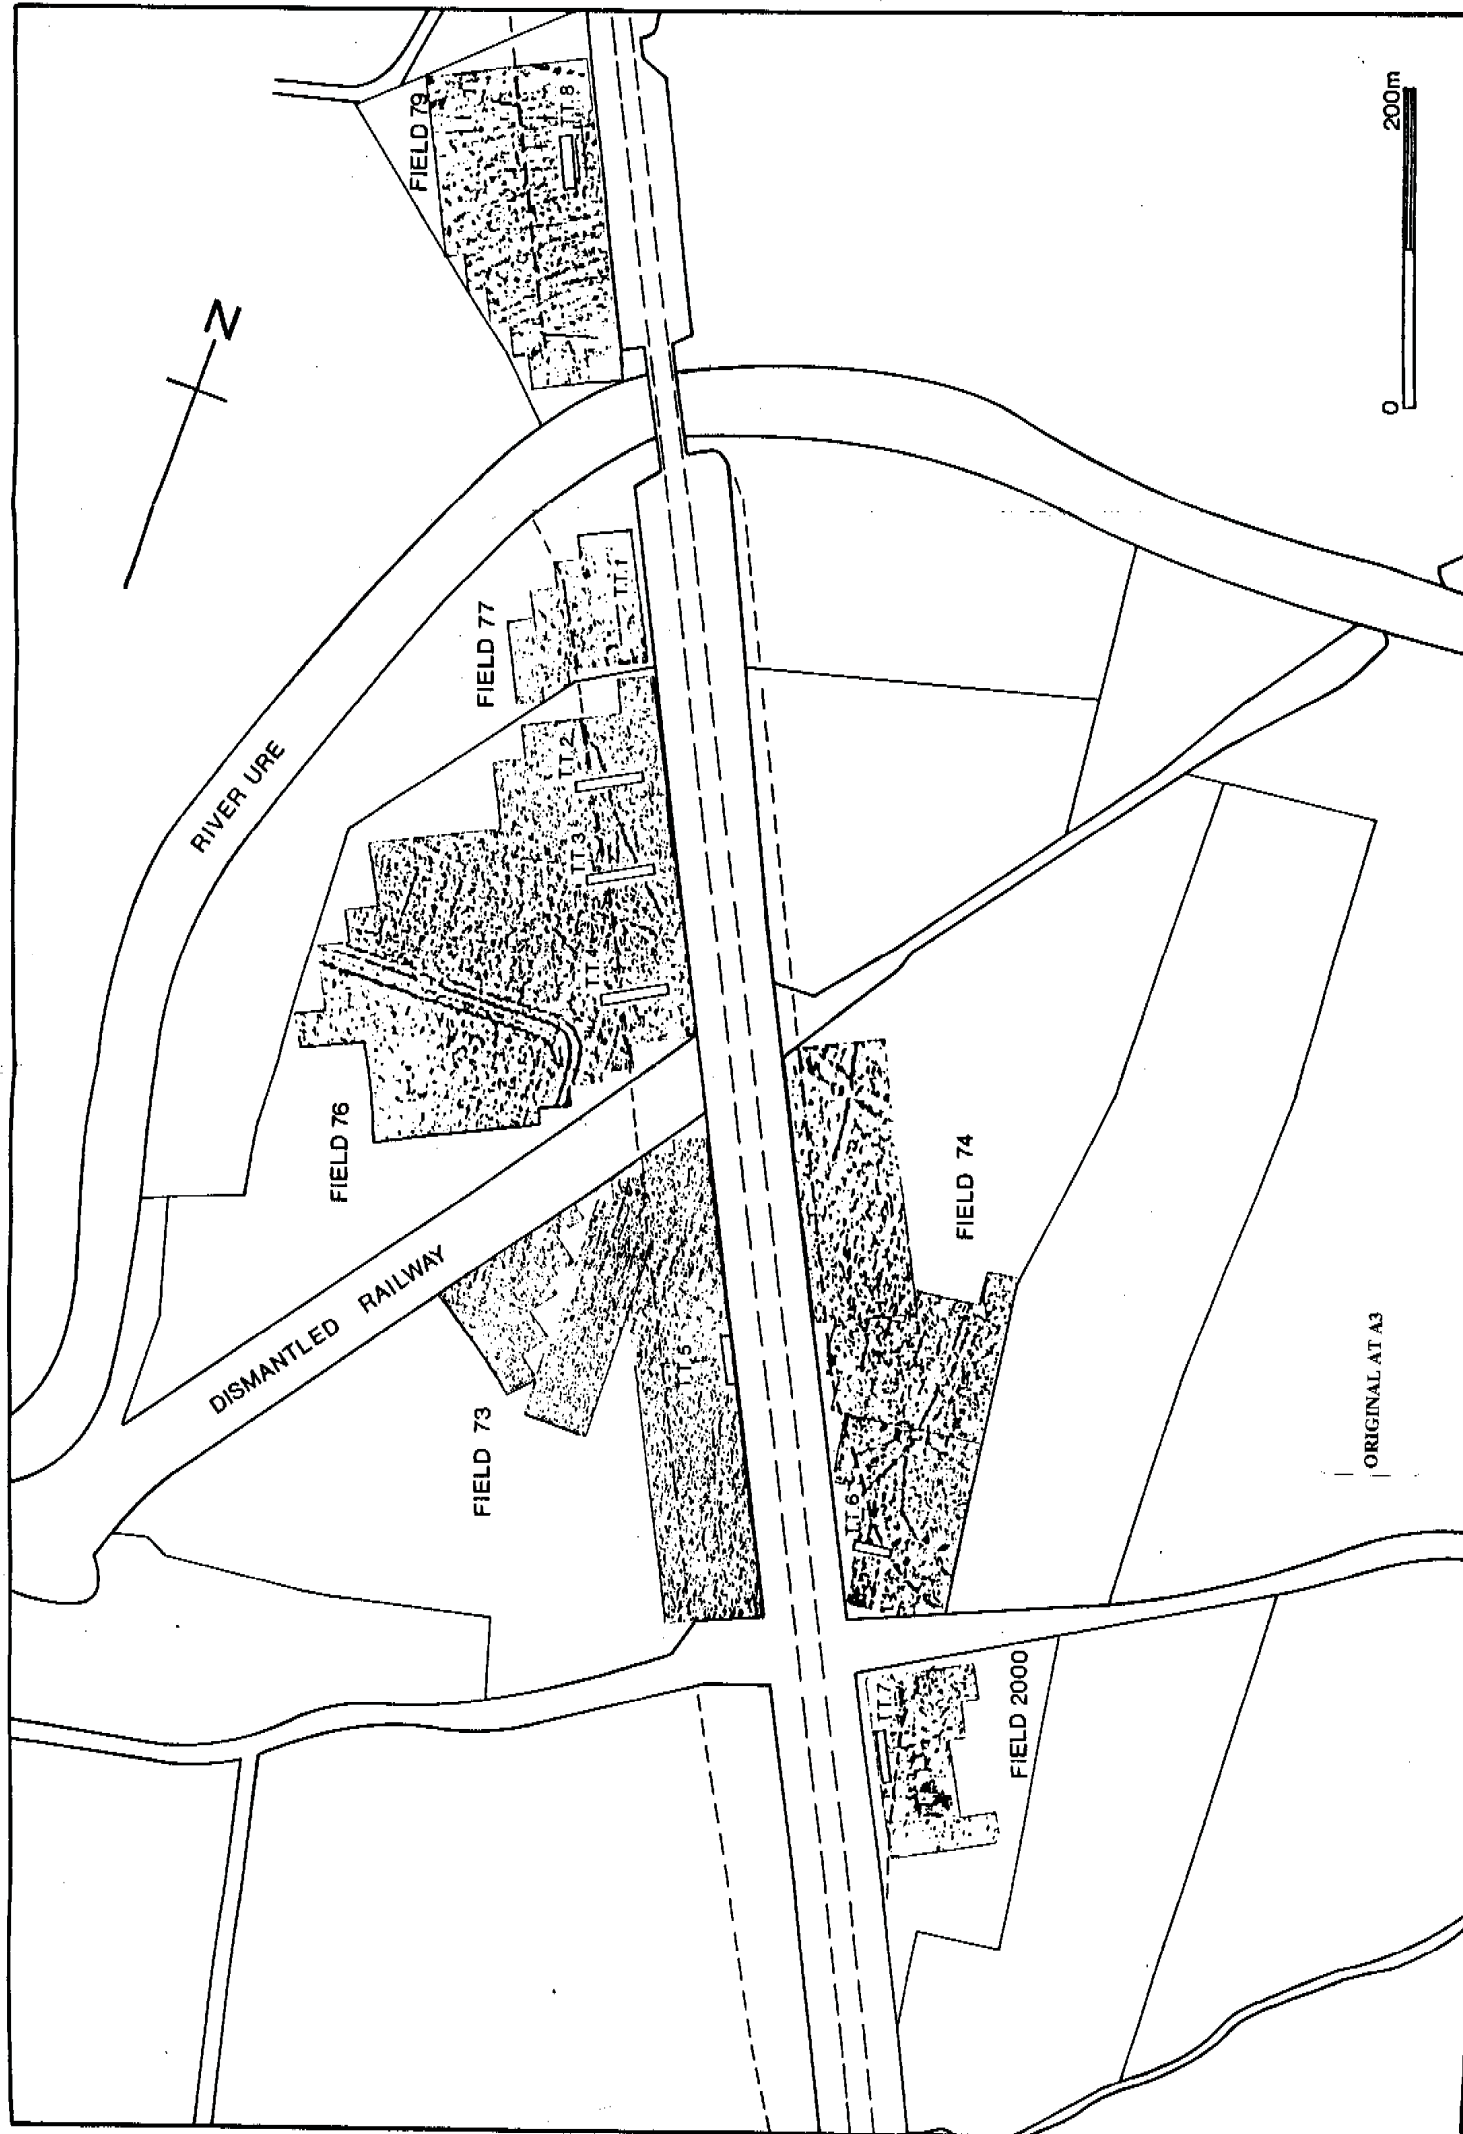 FIELD 79
T.T. 8
N
200m
0
T.T.1
FIELD 77
T.T. 2
RIVER URE
T.T. 3
T.T. 4
FIELD 76
FIELD 74
DISMANTLED RAILWAY
T.T. 5
FIELD 73
ORIGINAL AT A3
T.T. 6
T.T.7
FIELD 2000